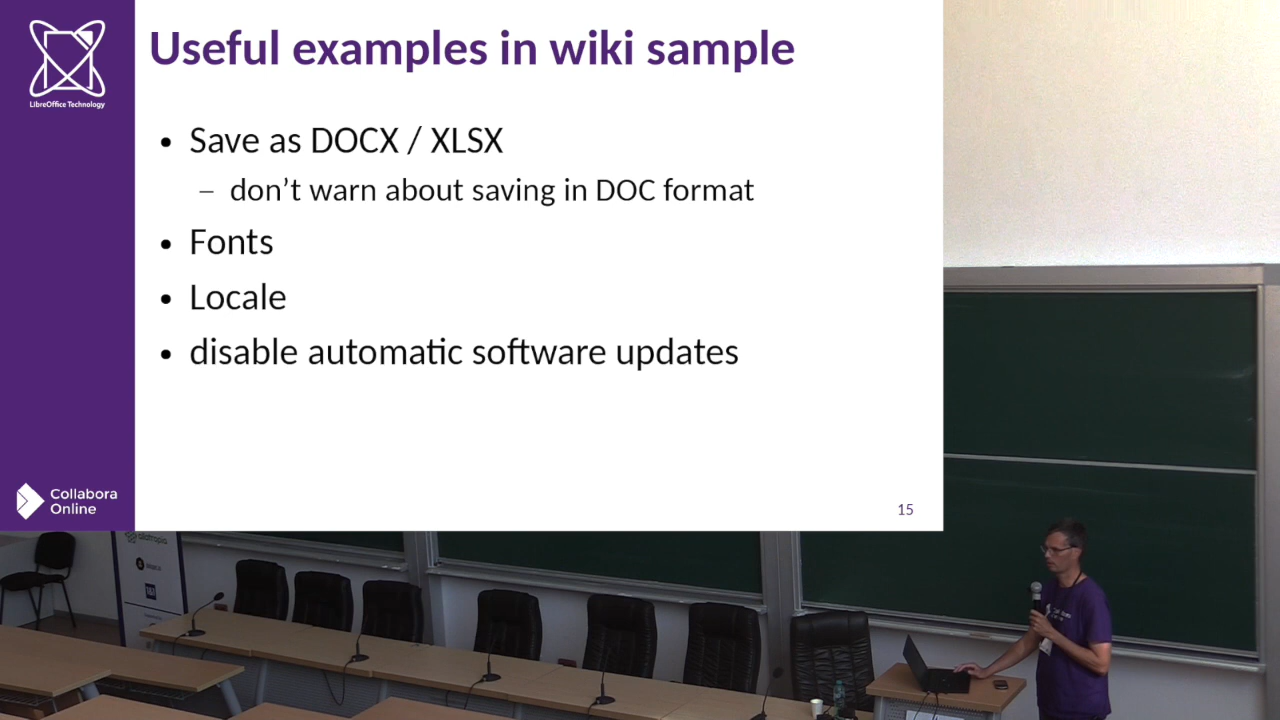 Useful examples in wiki sample
LibreOffice Technology
• Save as DOCX / XLSX
– don't warn about saving in DOC format
• Fonts
• Locale
• disable automatic software updates
Collabora
Online
15